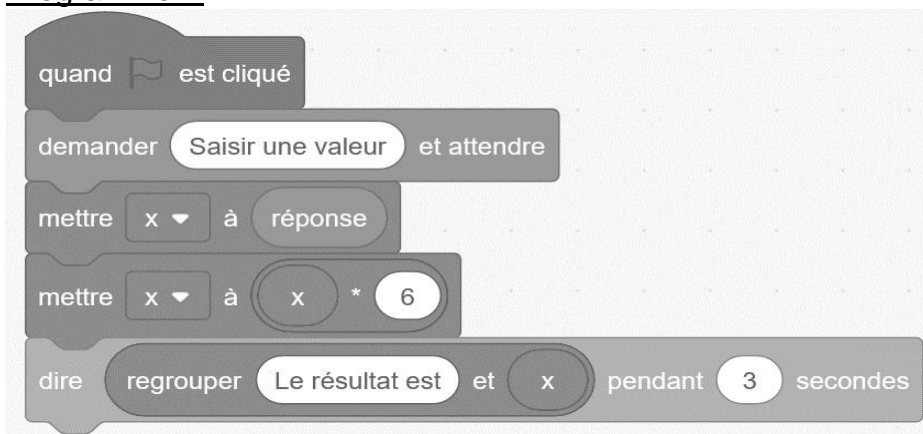 quand est cliqué
demander Saisir une valeur et attendre
mettre x à réponse
mettre x à x * 6
dire regrouper Le résultat est et x pendant 3 secondes